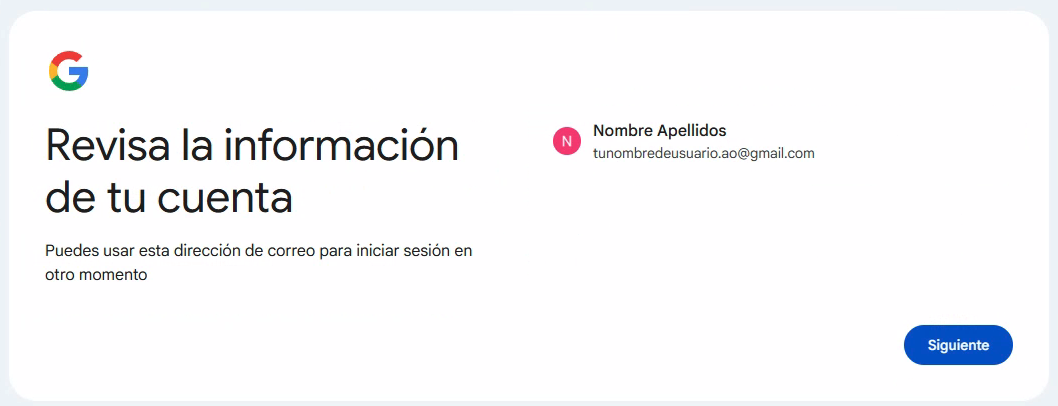 Revisa la información
de tu cuenta
Puedes usar esta dirección de correo para iniciar sesión en
otro momento
N
Nombre Apellidos
tunombredeusuario.ao@gmail.com
Siguiente